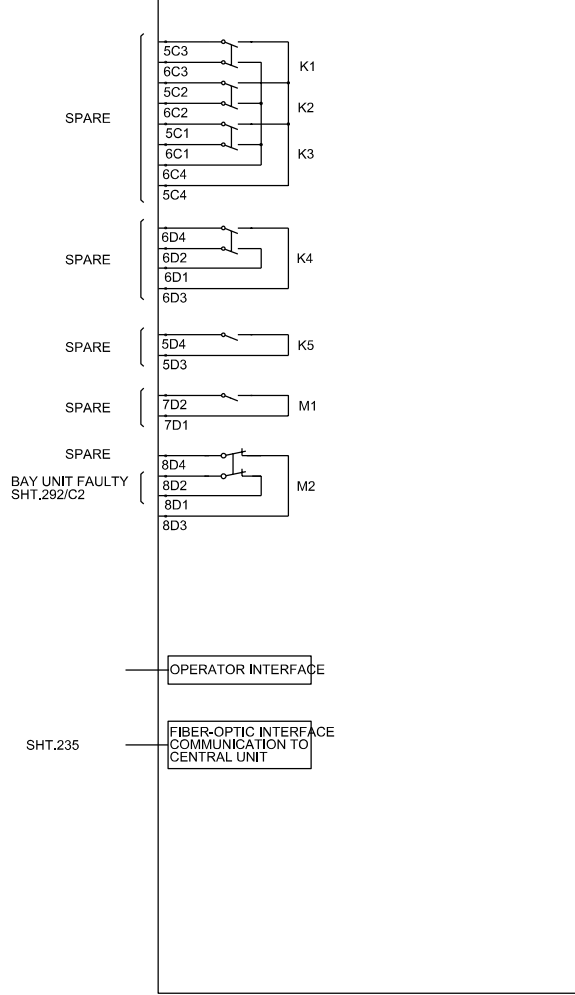 5C3
K1
6C3
5C2
K2
6C2
SPARE
5C1
K3
6C1
6C4
5C4
6D4
SPARE
6D2
K4
6D1
6D3
5D4
SPARE
K5
5D3
7D2
SPARE
M1
7D1
SPARE
8D4
BAY UNIT FAULTY
SHT.292/C2
8D2
M2
8D1
8D3
OPERATOR INTERFACE
SHT.235
FIBER-OPTIC INTERFACE
COMMUNICATION TO
CENTRAL UNIT